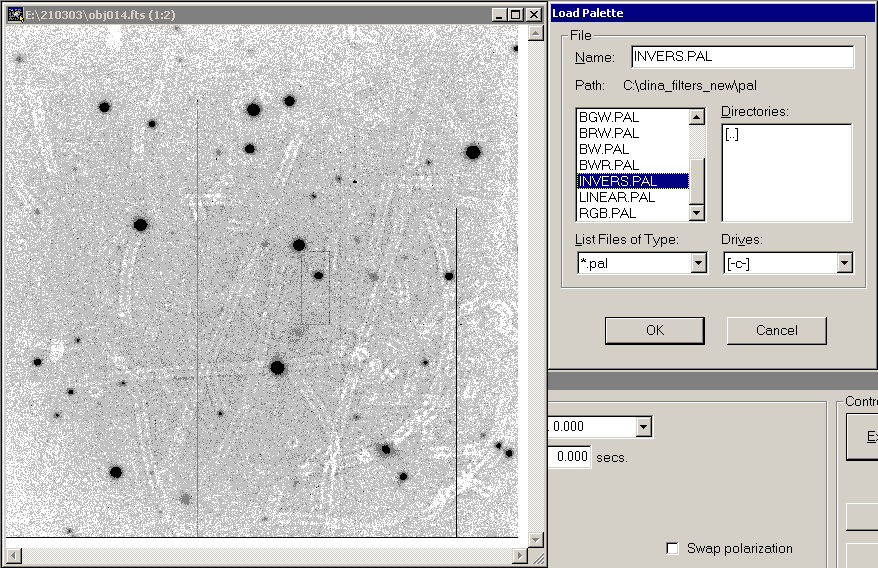 E:\210303\obj014.fts (1:2)
Load Palette
File
Name: INVERS.PAL
Path: C:\dina_filters_new\pal
Directories:
BGW.PAL
BRW.PAL
BW.PAL
BWR.PAL
INVERS.PAL
LINEAR.PAL
RGB.PAL
[..]
List Files of Type: Drives:
*.pal [-c-]
OK Cancel
0.000
0.000 secs.
Swap polarization
Contr
Ex